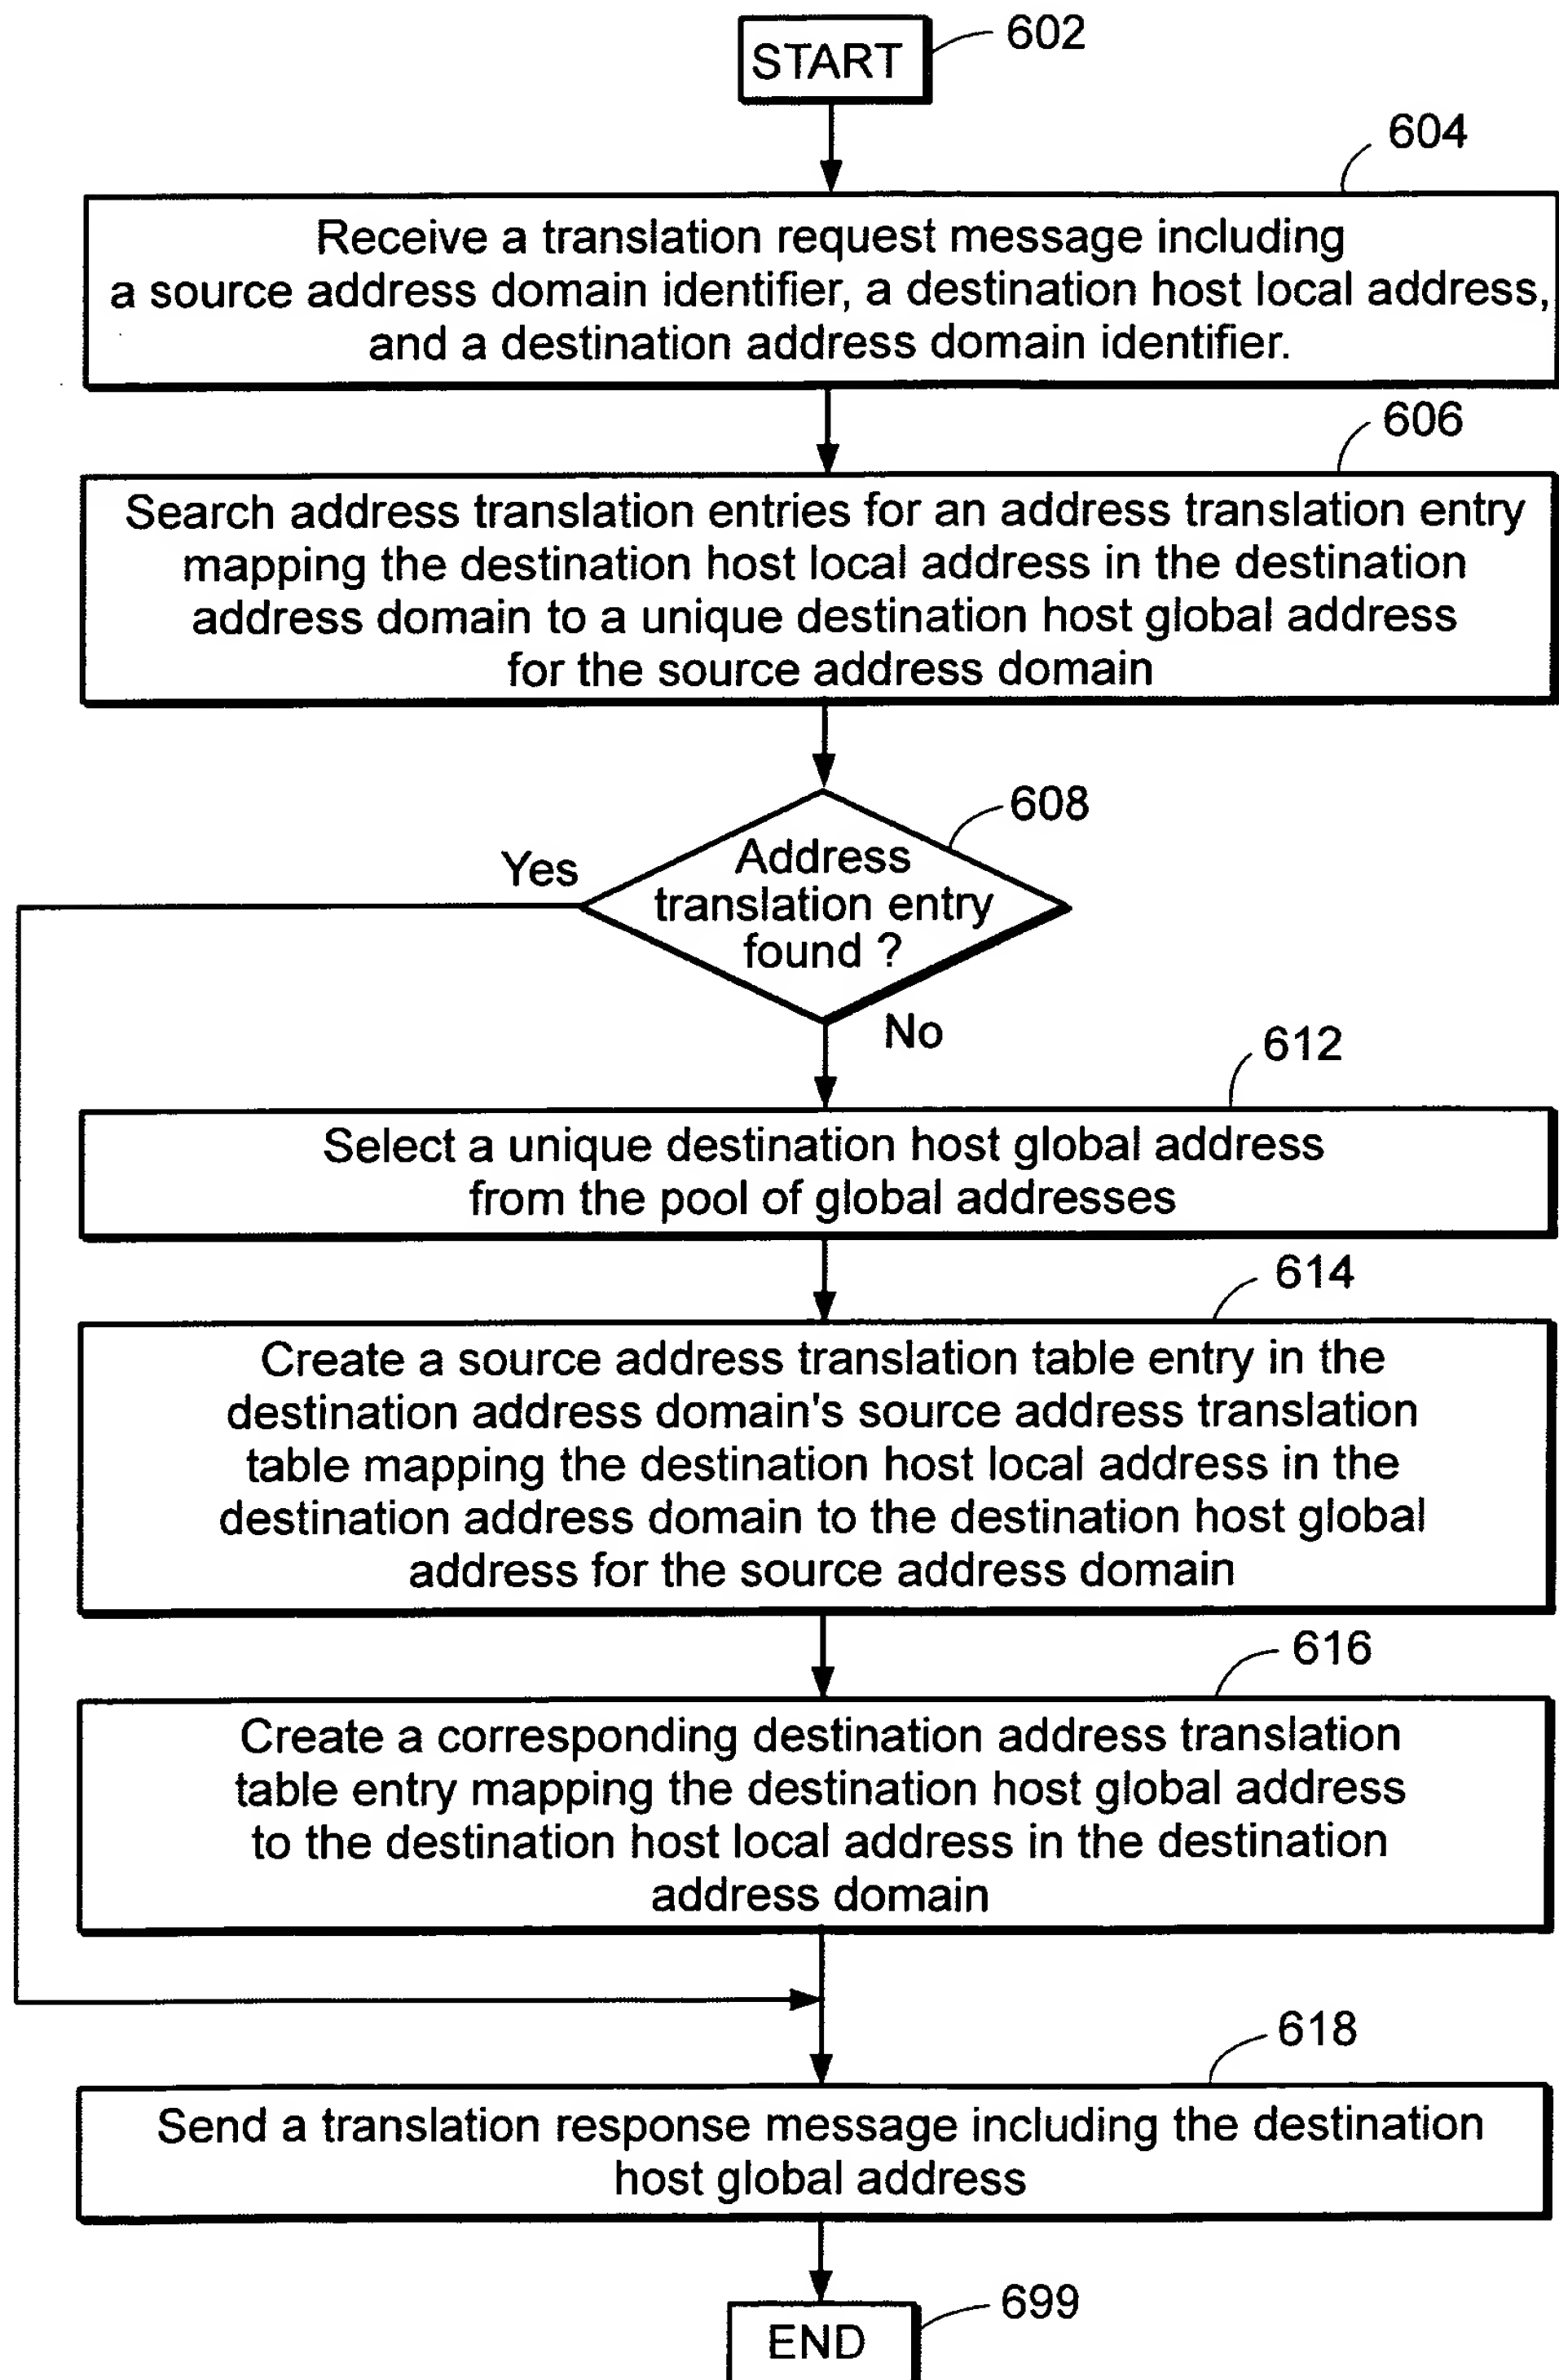 START
602
604
Receive a translation request message including
a source address domain identifier, a destination host local address,
and a destination address domain identifier.
606
Search address translation entries for an address translation entry
mapping the destination host local address in the destination
address domain to a unique destination host global address
for the source address domain
608
Yes
Address
translation entry
found ?
No
612
Select a unique destination host global address
from the pool of global addresses
614
Create a source address translation table entry in the
destination address domain's source address translation
table mapping the destination host local address in the
destination address domain to the destination host global
address for the source address domain
616
Create a corresponding destination address translation
table entry mapping the destination host global address
to the destination host local address in the destination
address domain
618
Send a translation response message including the destination
host global address
699
END